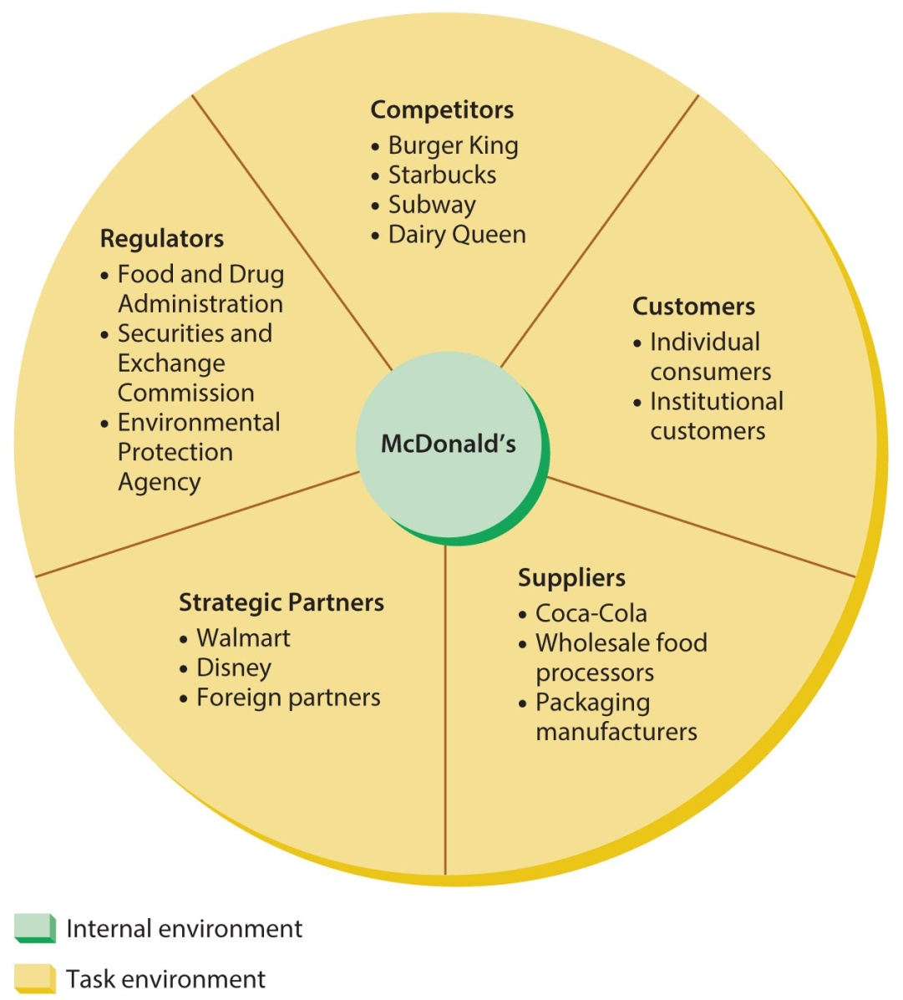 Competitors
• Burger King
• Starbucks
• Subway
• Dairy Queen
Regulators
• Food and Drug
Administration
• Securities and
Exchange
Commission
• Environmental
Protection
Agency
Customers
• Individual
consumers
• Institutional
customers
McDonald’s
Strategic Partners
• Walmart
• Disney
• Foreign partners
Suppliers
• Coca-Cola
• Wholesale food
processors
• Packaging
manufacturers
Internal environment
Task environment